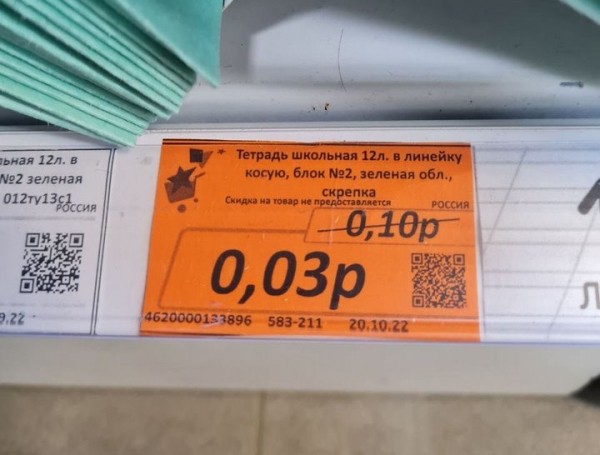 ьная 12л. в
№2 зеленая
012ту13с1
РОССИЯ
9.22
Тетрадь школьная 12л. в линейку
косую, блок №2, зеленая обл.,
скрепка
Скидка на товар не предоставляется
РОССИЯ
0,10р
0,03р
4620000133896 583-211 20.10.22